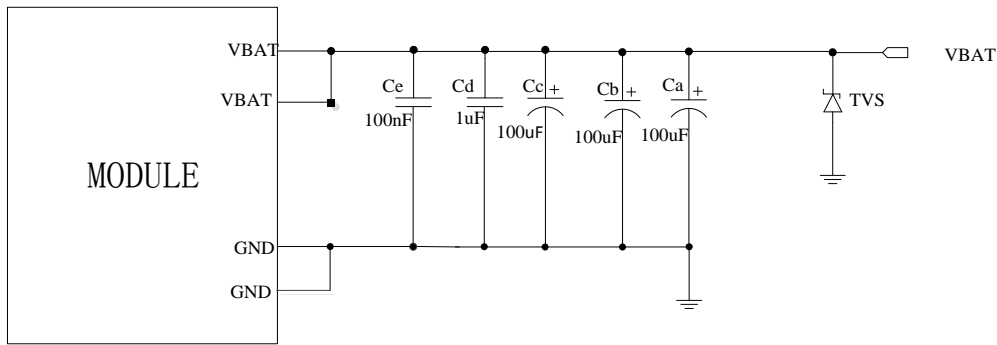 VBAT
VBAT
VBAT
Ce
Cd
Cc
+
Cb
+
Ca
+
TVS
100nF
1uF
100uF
100uF
100uF
MODULE
GND
GND